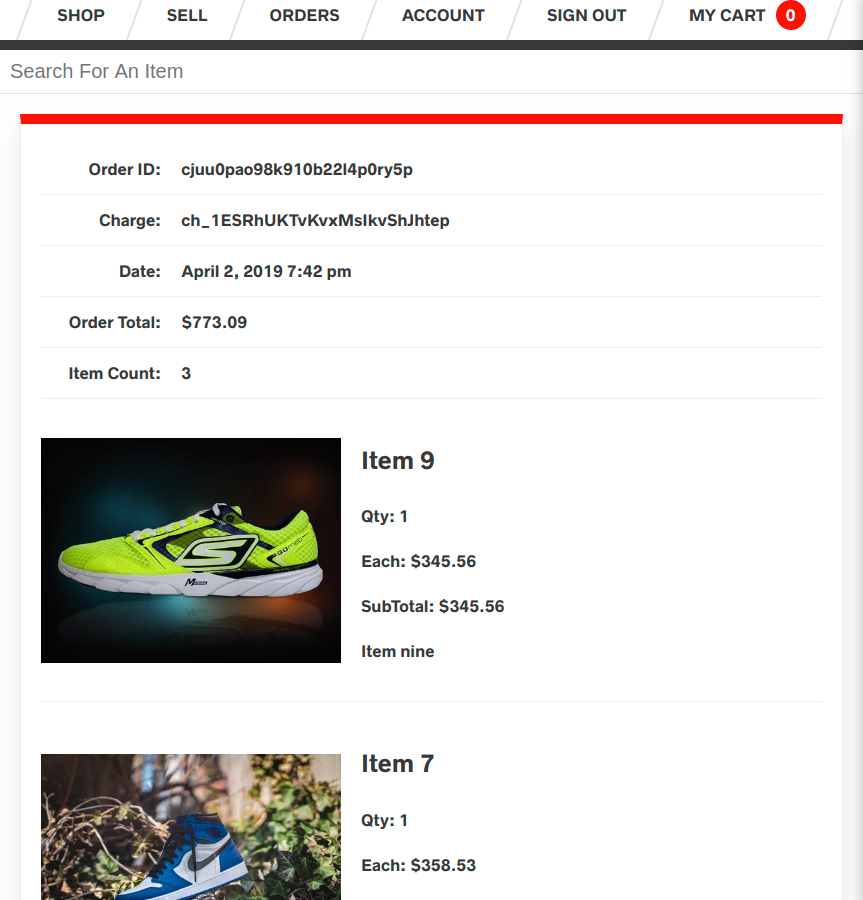 SHOP SELL ORDERS ACCOUNT SIGN OUT MY CART 0
Search For An Item
Order ID: cjuu0pao98k910b22l4p0ry5p
Charge: ch_1ESRhUKTvKvxMslkvShJhtep
Date: April 2, 2019 7:42 pm
Order Total: $773.09
Item Count: 3
Item 9
Qty: 1
Each: $345.56
SubTotal: $345.56
Item nine
Item 7
Qty: 1
Each: $358.53